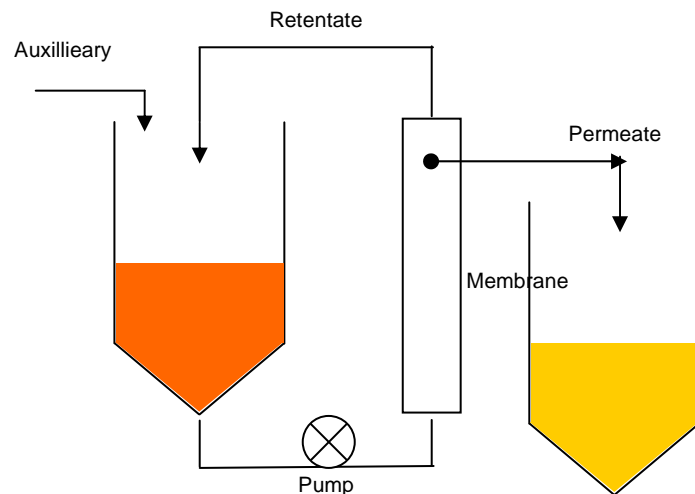 Retentate
Auxillieary
Permeate
Membrane
Pump